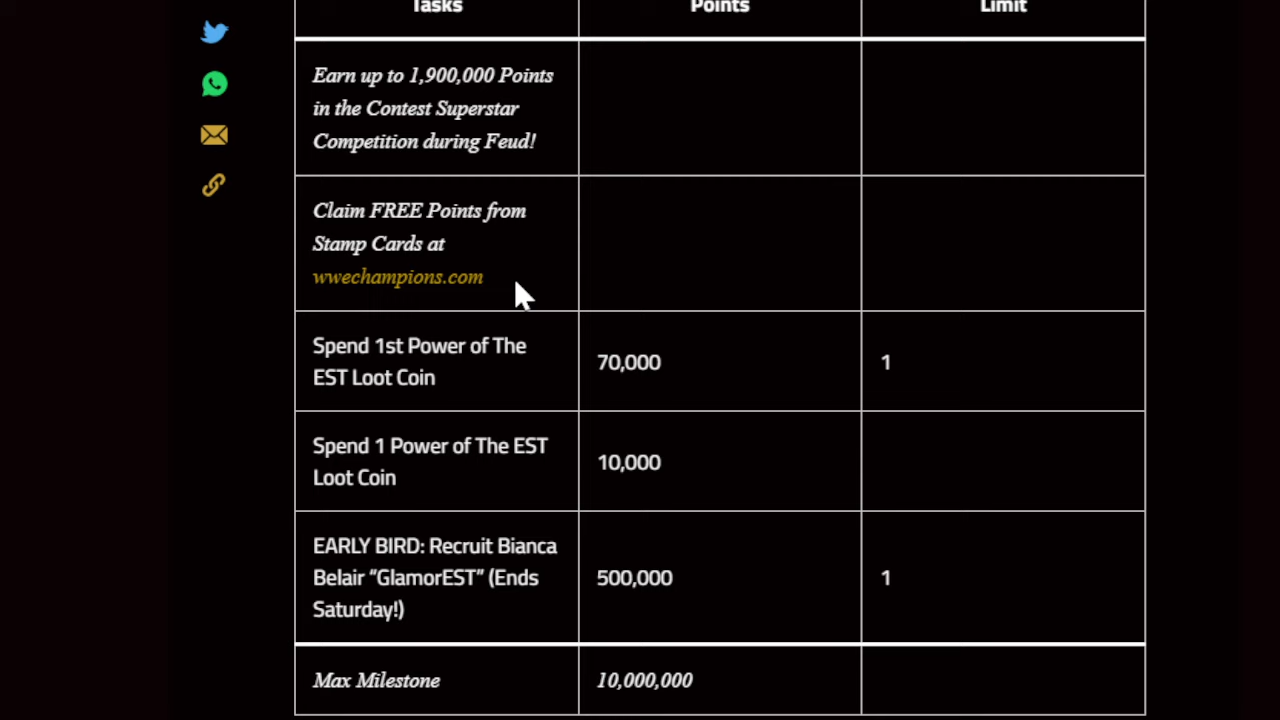 Tasks Points Limit
Earn up to 1,900,000 Points
in the Contest Superstar
Competition during Feud!
Claim FREE Points from
Stamp Cards at
wwechampions.com
Spend 1st Power of The
EST Loot Coin
70,000
1
Spend 1 Power of The EST
Loot Coin
10,000
EARLY BIRD: Recruit Bianca
Belair “GlamorEST” (Ends
Saturday!)
500,000
1
Max Milestone
10,000,000